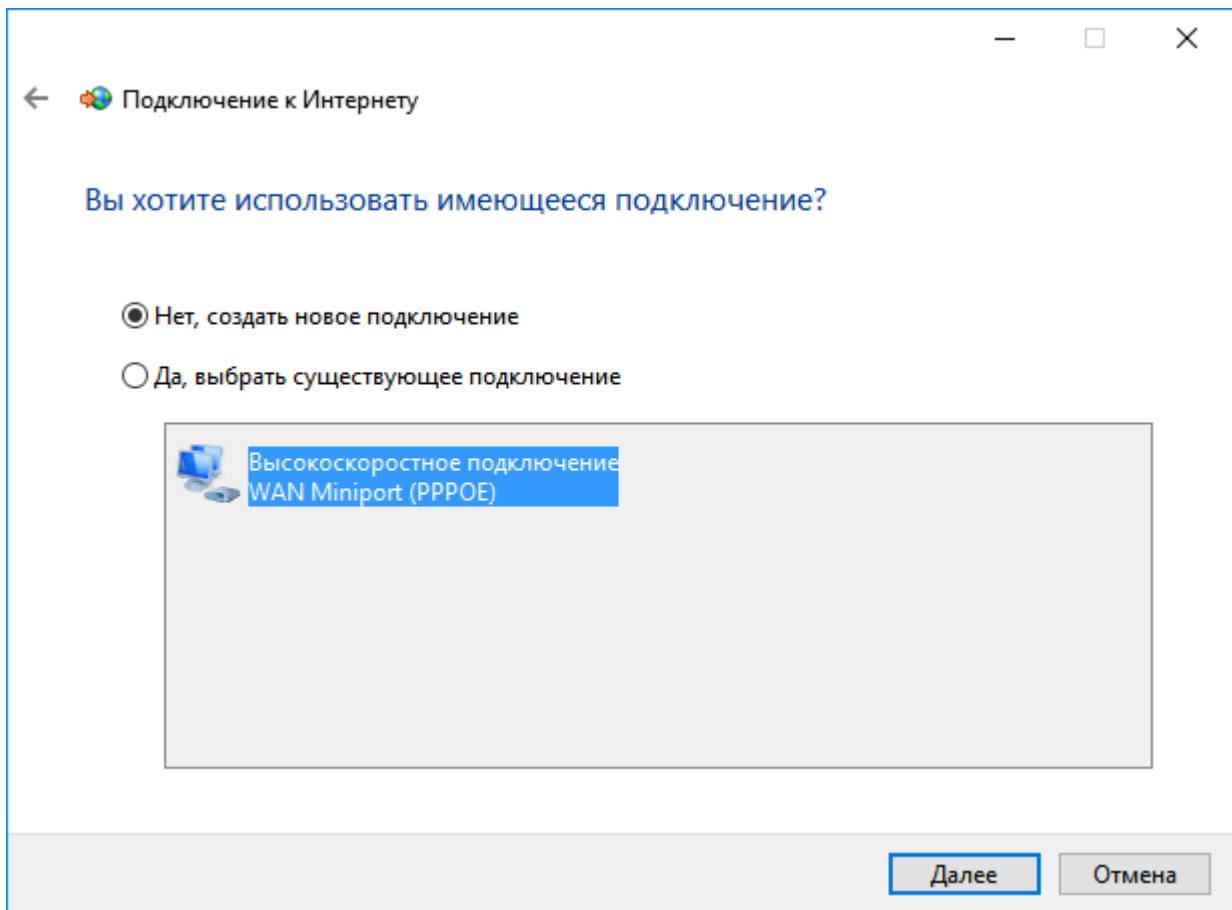 Подключение к Интернету
Вы хотите использовать имеющееся подключение?
Нет, создать новое подключение
Да, выбрать существующее подключение
Высокоскоростное подключение
WAN Miniport (PPPOE)
Далее
Отмена